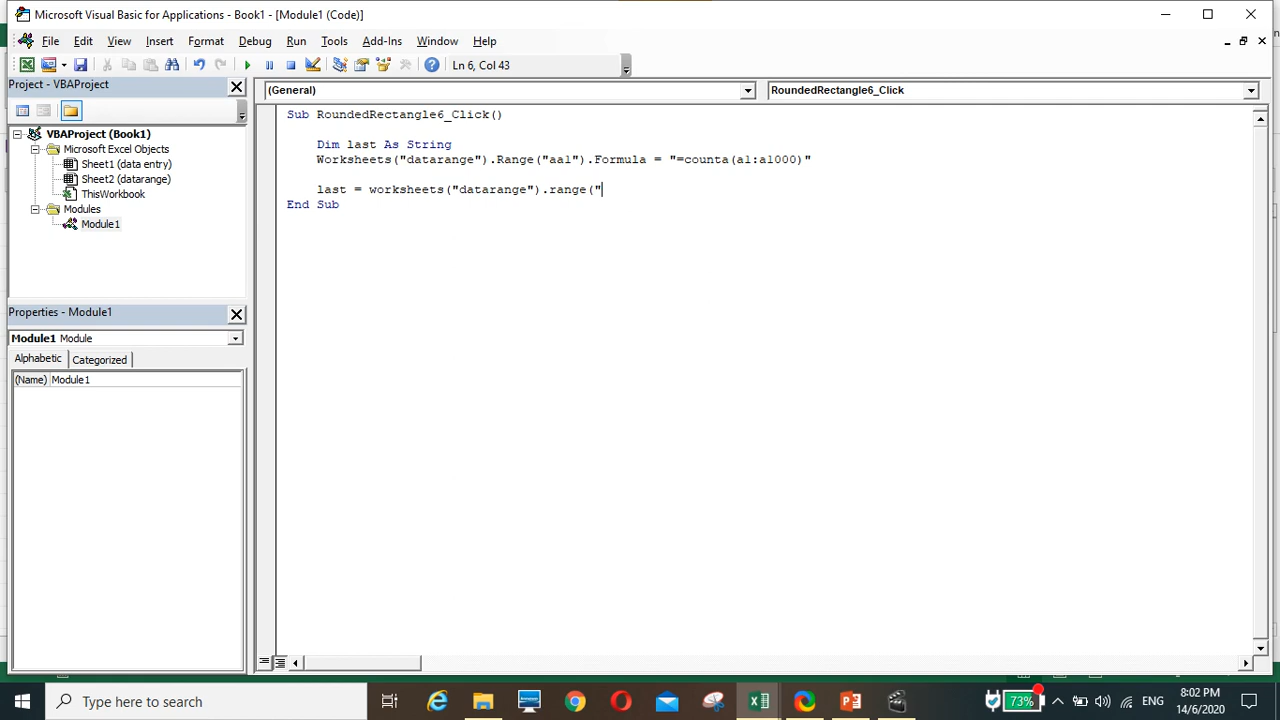 Microsoft Visual Basic for Applications - Book1 - [Module1 (Code)]
File Edit View Insert Format Debug Run Tools Add-Ins Window Help
Ln 6, Col 43
Project - VBAProject
(General)
RoundedRectangle6_Click
VBAProject (Book1)
Microsoft Excel Objects
Sheet1 (data entry)
Sheet2 (datarange)
ThisWorkbook
Modules
Module1
Sub RoundedRectangle6_Click()
Dim last As String
Worksheets("datarange").Range("aa1").Formula = "=counta(a1:a1000)"
last = worksheets("datarange").range("
End Sub
Properties - Module1
Module1 Module
Alphabetic Categorized
(Name) Module1
Type here to search
73%
ENG
8:02 PM
14/6/2020